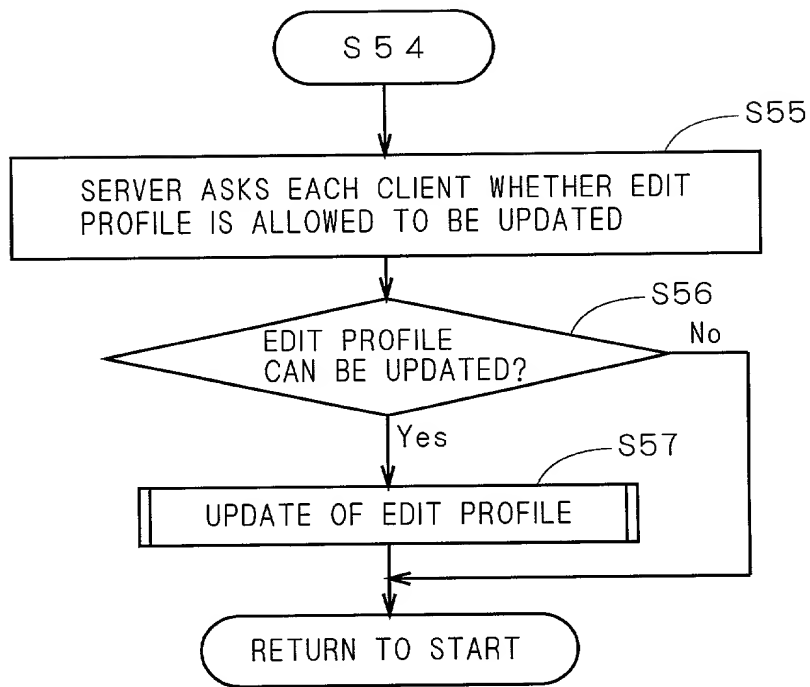 S54
S55
SERVER ASKS EACH CLIENT WHETHER EDIT
PROFILE IS ALLOWED TO BE UPDATED
S56
EDIT PROFILE
CAN BE UPDATED?
No
Yes
S57
UPDATE OF EDIT PROFILE
RETURN TO START